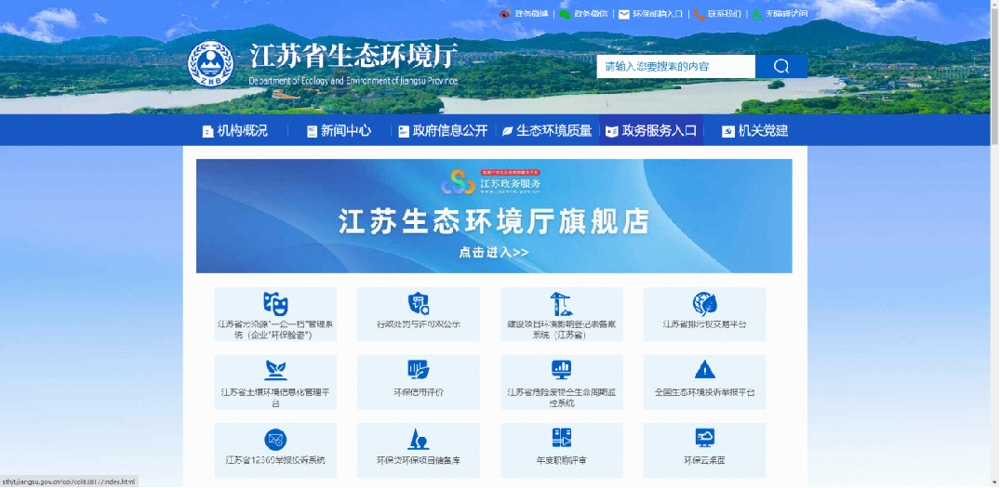 政务微博 | 政务微信 | 环保邮箱入口 | 联系我们 | 无障碍访问
江苏省生态环境厅
Department of Ecology and Environment of Jiangsu Province
请输入您要搜索的内容
机构概况 新闻中心 政府信息公开 生态环境质量 政务服务入口 机关党建
江苏政务服务
www.jszwfw.gov.cn
江苏生态环境厅旗舰店
点击进入>>
江苏省污染源"一企一档"管理系
统（企业"环保脸谱"）
行政处罚与许可双公示
建设项目环境影响登记表备案
系统（江苏省）
江苏省排污权交易平台
江苏省土壤环境信息化管理平
台
环保信用评价
江苏省危险废物全生命周期监
控系统
全国生态环境投诉举报平台
江苏省12369举报投诉系统
环保贷环保项目储备库
年度职称评审
环保云桌面
sthjt.jiangsu.gov.cn/col/col83817/index.html